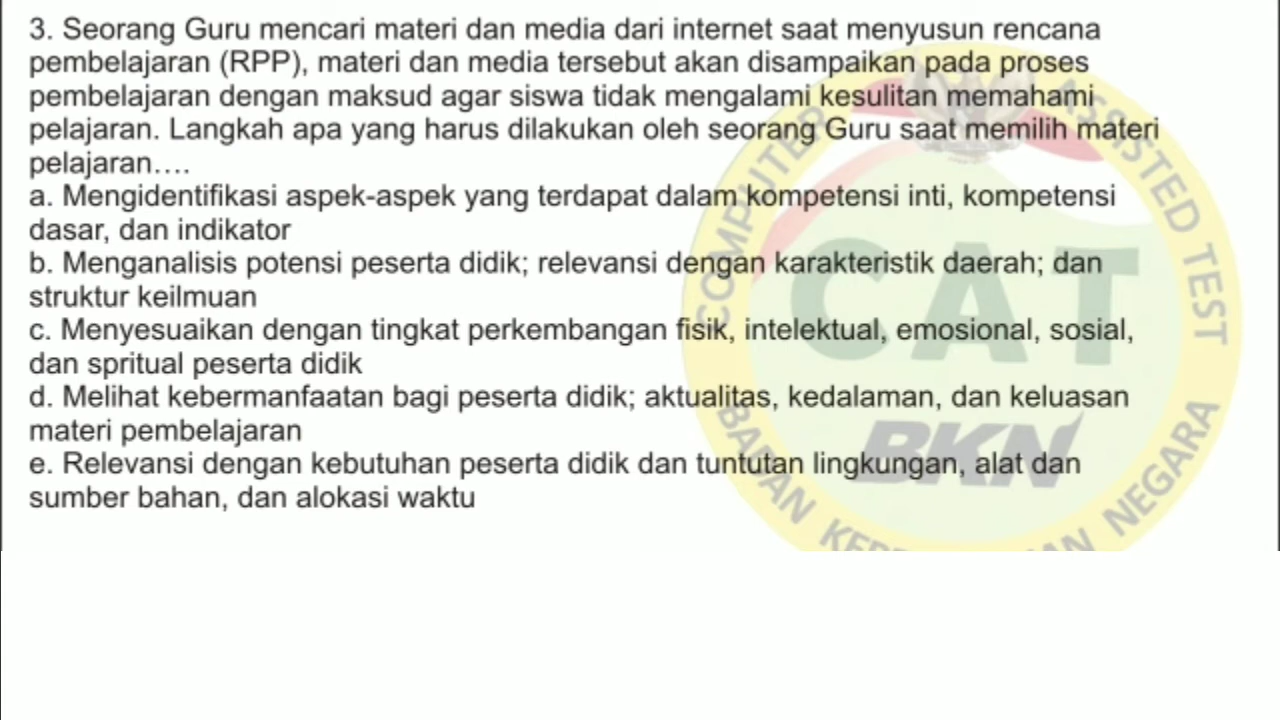 3. Seorang Guru mencari materi dan media dari internet saat menyusun rencana
pembelajaran (RPP), materi dan media tersebut akan disampaikan pada proses
pembelajaran dengan maksud agar siswa tidak mengalami kesulitan memahami
pelajaran. Langkah apa yang harus dilakukan oleh seorang Guru saat memilih materi
pelajaran….
a. Mengidentifikasi aspek-aspek yang terdapat dalam kompetensi inti, kompetensi
dasar, dan indikator
b. Menganalisis potensi peserta didik; relevansi dengan karakteristik daerah; dan
struktur keilmuan
c. Menyesuaikan dengan tingkat perkembangan fisik, intelektual, emosional, sosial,
dan spritual peserta didik
d. Melihat kebermanfaatan bagi peserta didik; aktualitas, kedalaman, dan keluasan
materi pembelajaran
e. Relevansi dengan kebutuhan peserta didik dan tuntutan lingkungan, alat dan
sumber bahan, dan alokasi waktu
COMPUTER ASSISTED TEST
CAT
BKN
BADAN NEGARA